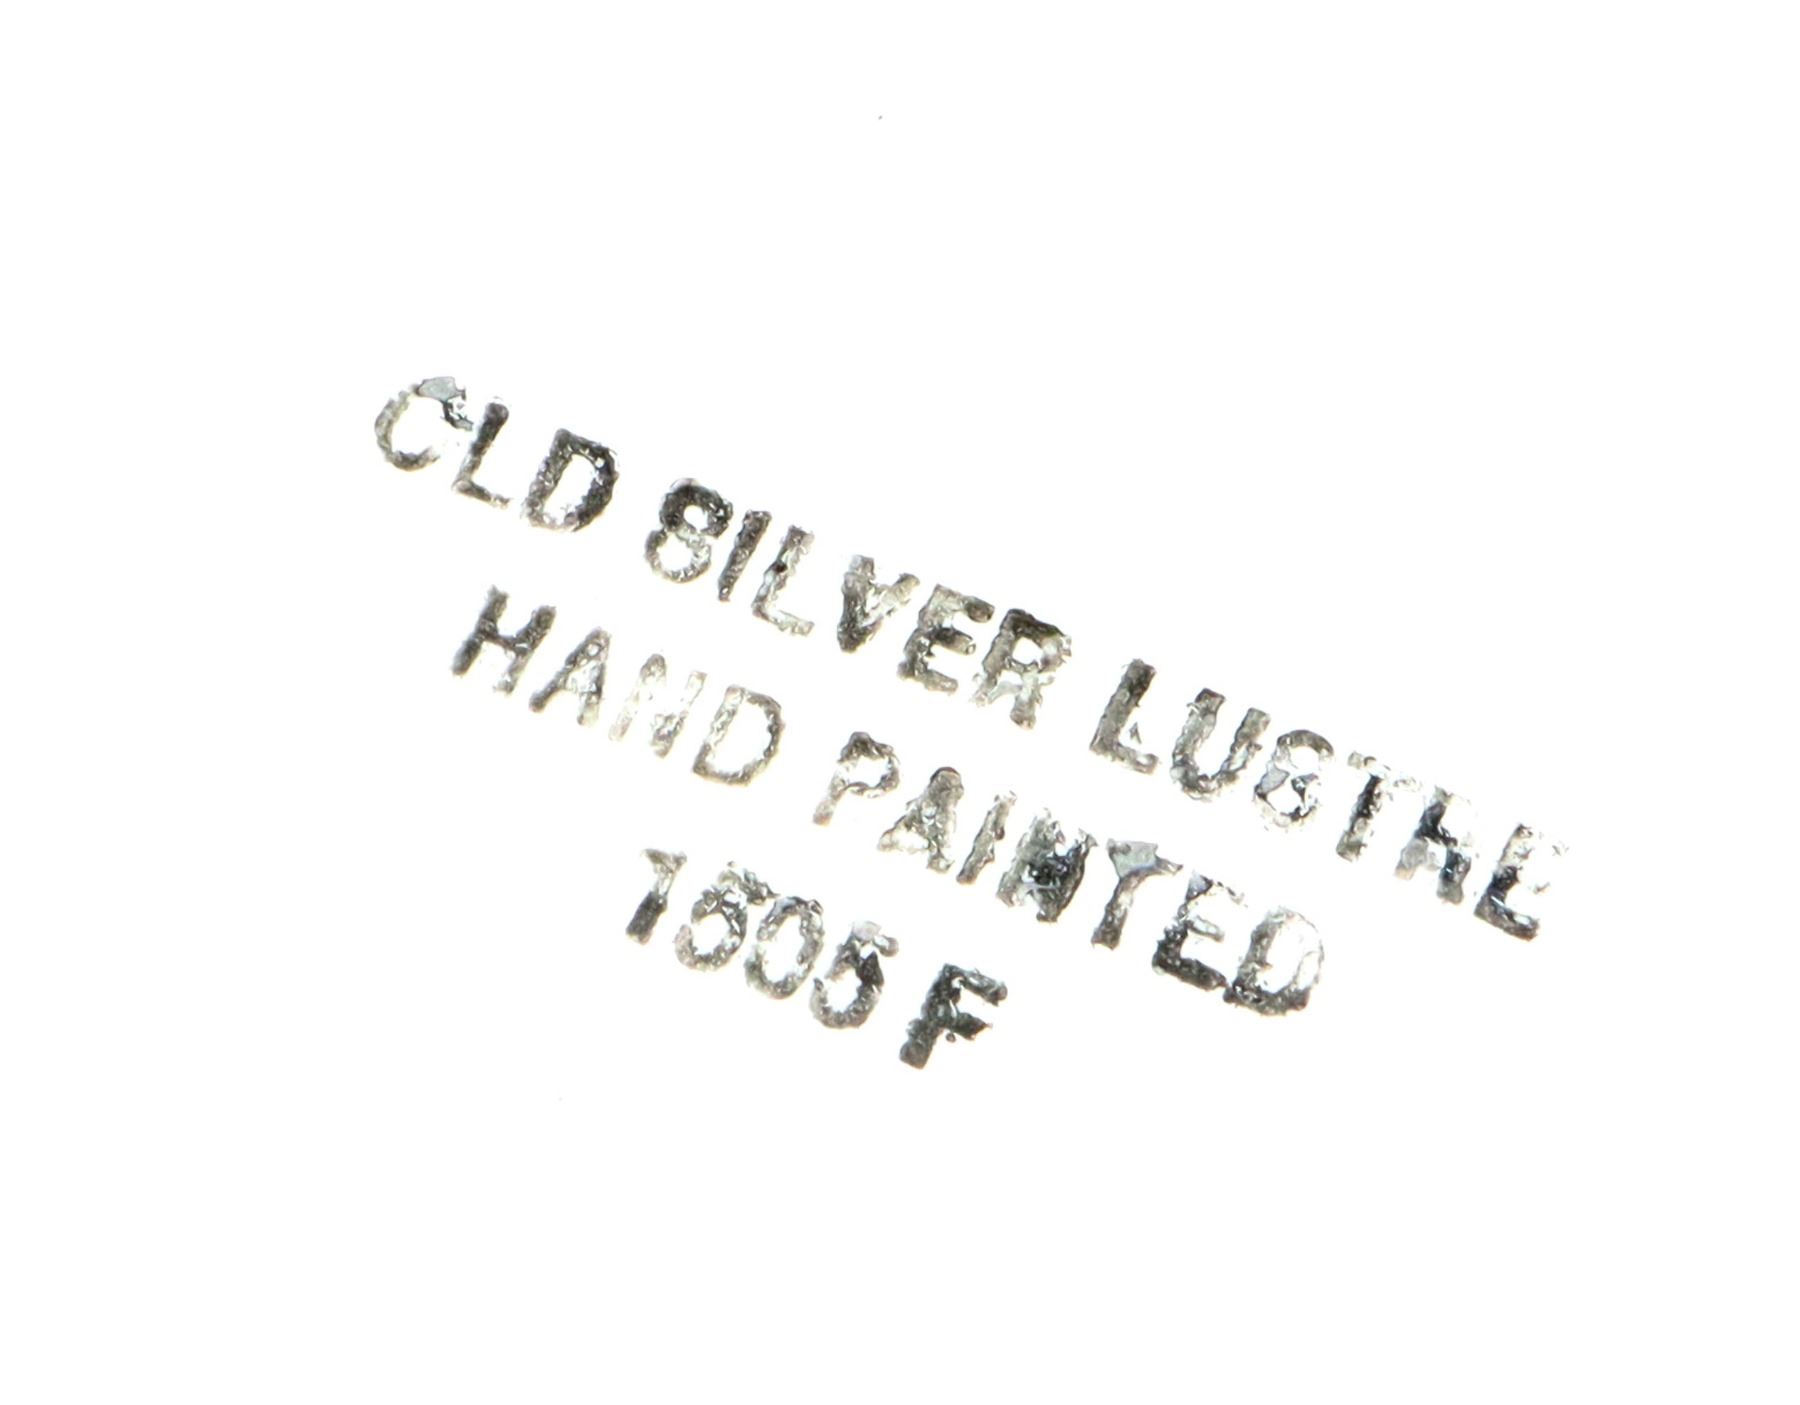 OLD SILVER LUSTRE
HAND PAINTED
1505 F